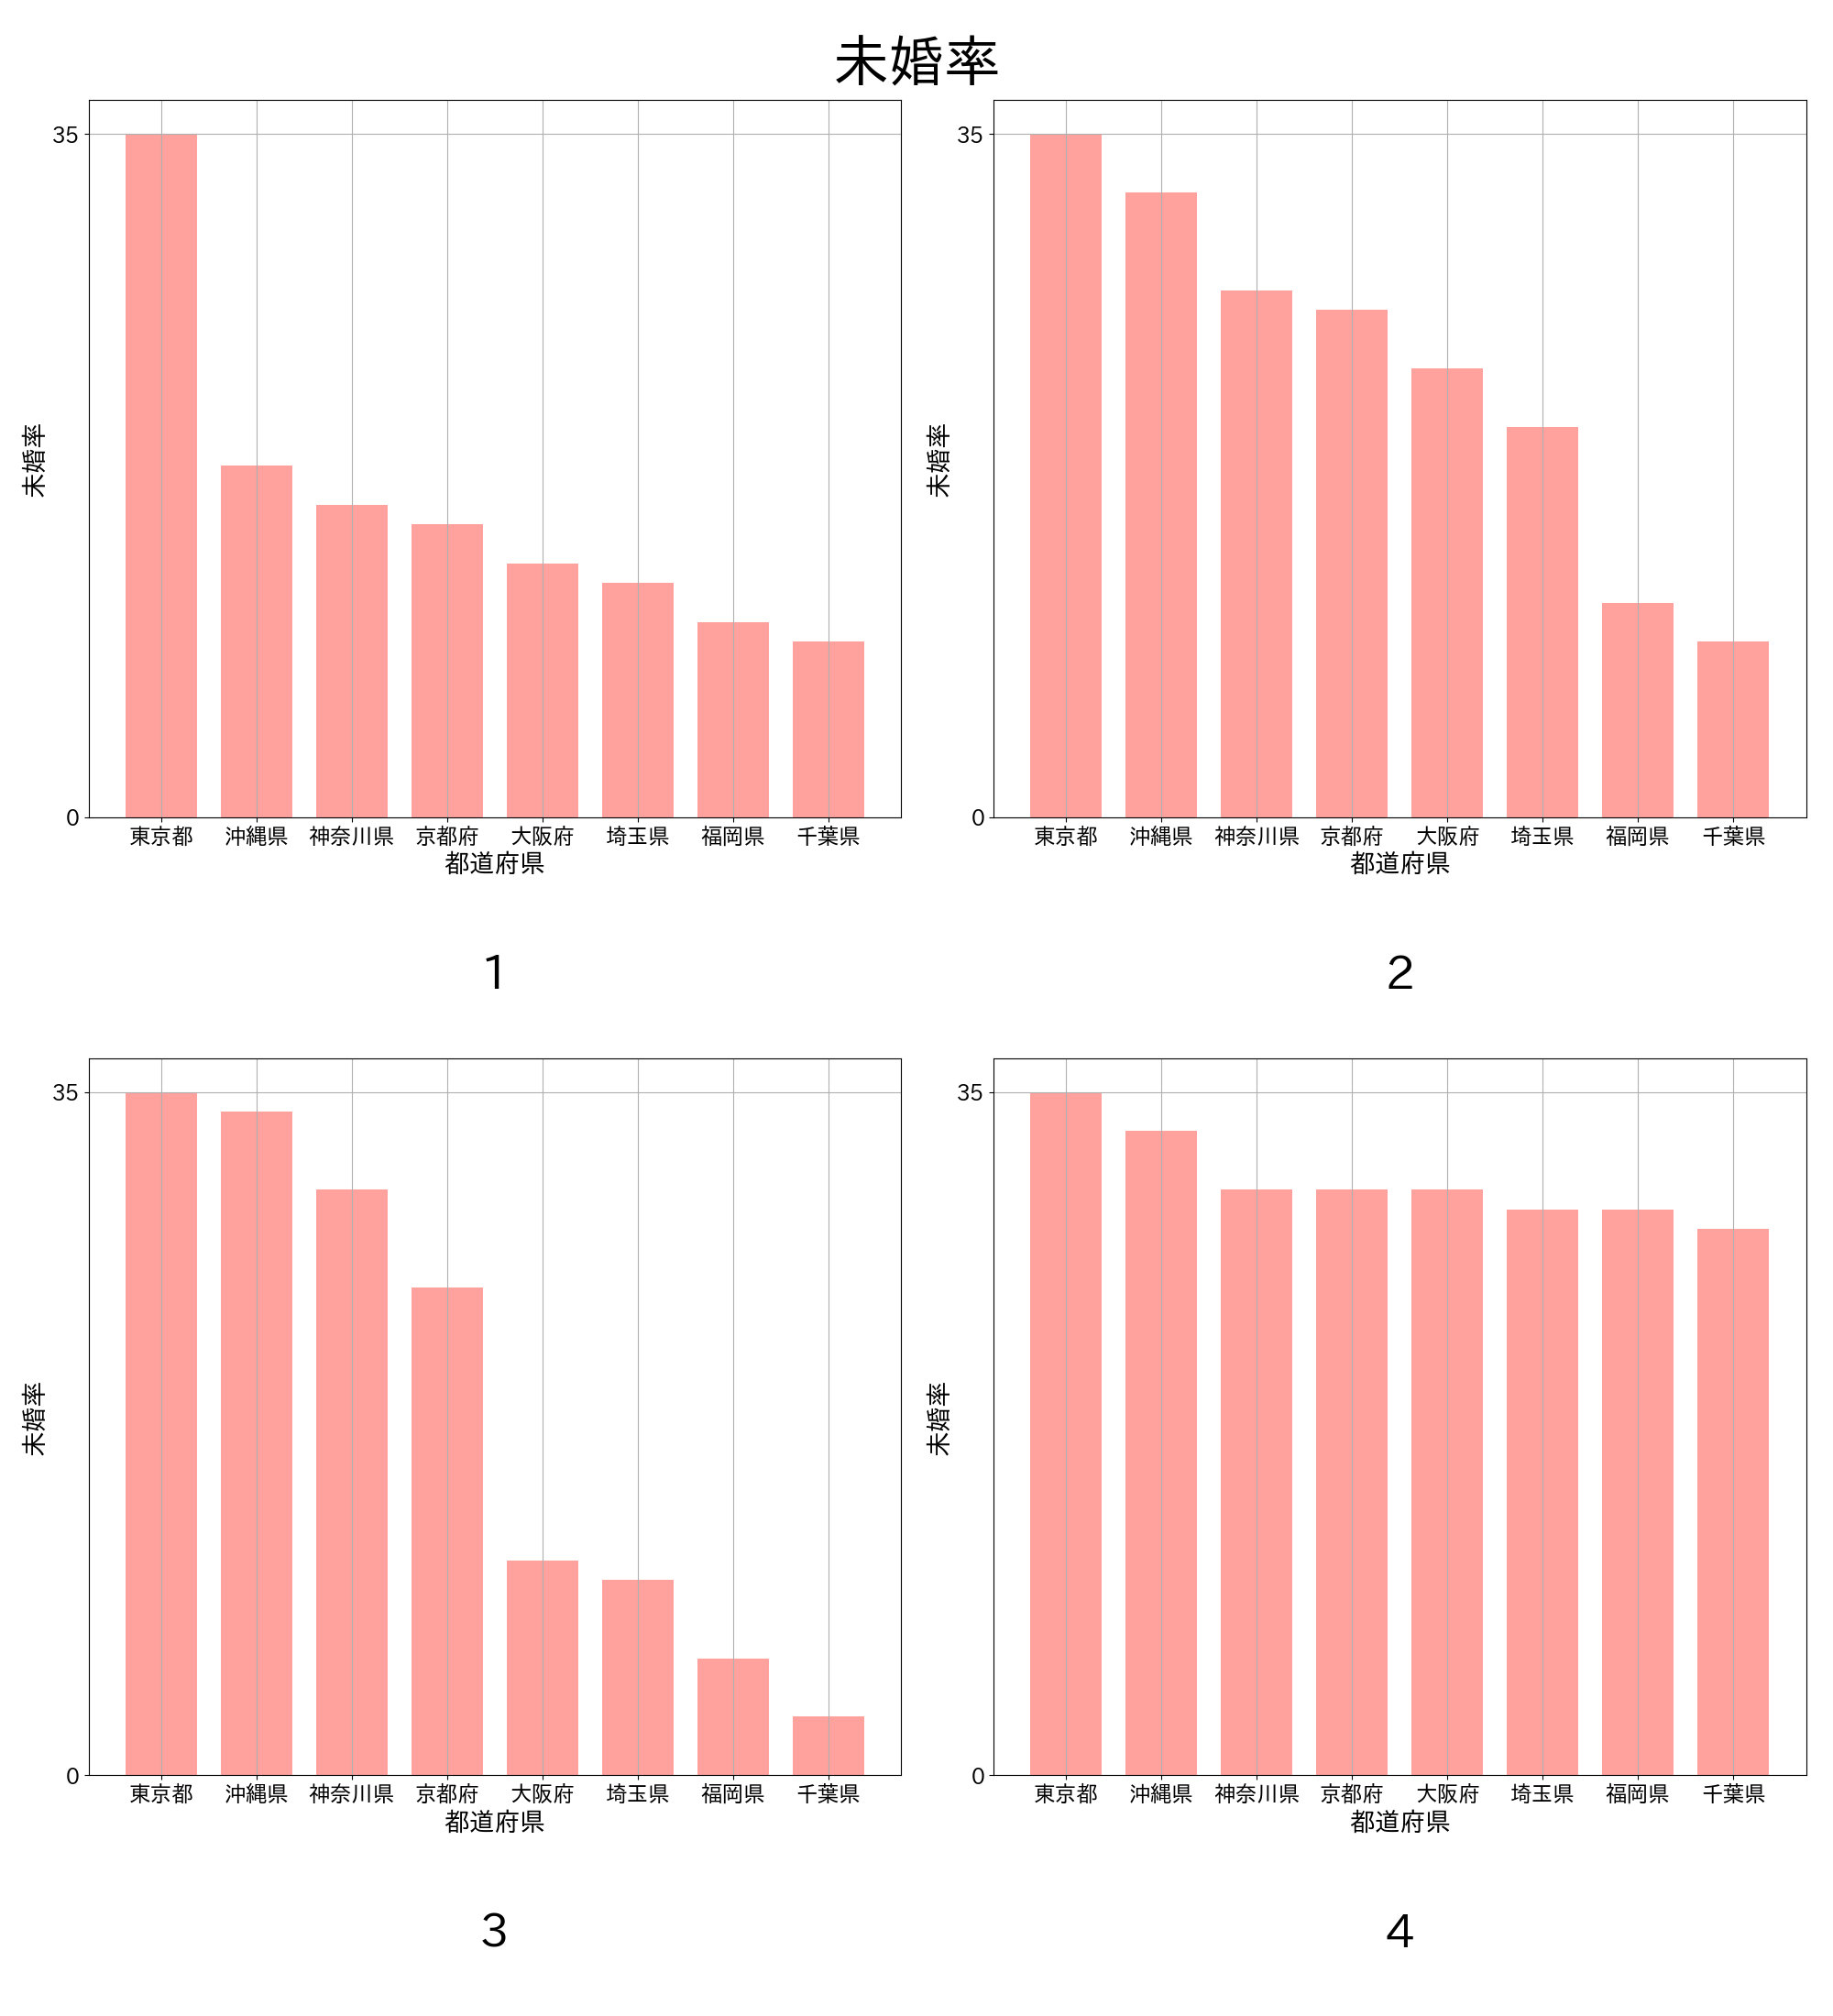 未婚率
35
0
未婚率
東京都 沖縄県 神奈川県 京都府 大阪府 埼玉県 福岡県 千葉県
都道府県
1
35
0
未婚率
東京都 沖縄県 神奈川県 京都府 大阪府 埼玉県 福岡県 千葉県
都道府県
2
35
0
未婚率
東京都 沖縄県 神奈川県 京都府 大阪府 埼玉県 福岡県 千葉県
都道府県
3
35
0
未婚率
東京都 沖縄県 神奈川県 京都府 大阪府 埼玉県 福岡県 千葉県
都道府県
4